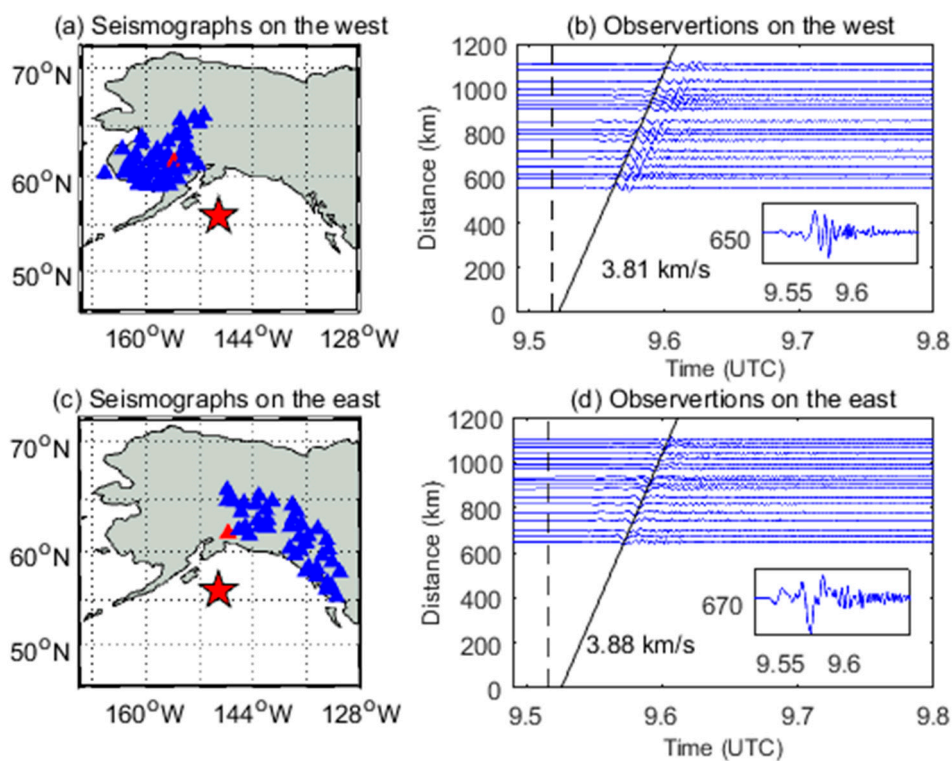 (a) Seismographs on the west
70°N
60°N
50°N
160°W 144°W 128°W
(b) Observertions on the west
1200
1000
800
600
400
200
0
Distance (km)
3.81 km/s
650
9.55 9.6
9.5 9.6 9.7 9.8
Time (UTC)
(c) Seismographs on the east
70°N
60°N
50°N
160°W 144°W 128°W
(d) Observertions on the east
1200
1000
800
600
400
200
0
Distance (km)
3.88 km/s
670
9.55 9.6
9.5 9.6 9.7 9.8
Time (UTC)